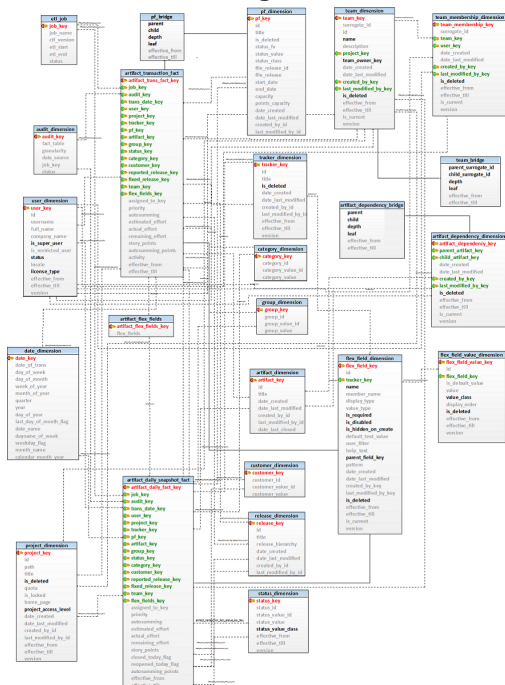 etl_job
job_key
job_name
etl_version
etl_start
etl_end
status
pf_bridge
parent
child
depth
leaf
effective_from
effective_till
pf_dimension
pf_key
id
title
is_deleted
status_fv
status_value
status_class
file_release_id
file_release
start_date
end_date
capacity
points_capacity
date_created
date_last_modified
created_by_id
last_modified_by_id
team_dimension
team_key
surrogate_id
id
name
description
project_key
team_owner_key
date_created
date_last_modified
created_by_key
last_modified_by_key
is_deleted
effective_from
effective_till
is_current
version
team_membership_dimension
surrogate_id
team_key
user_key
date_created
date_last_modified
created_by_key
last_modified_by_key
is_deleted
effective_from
effective_till
is_current
version
artifact_transaction_fact
artifact_trans_fact_key
job_key
audit_key
trans_date_key
user_key
project_key
tracker_key
pf_key
artifact_key
group_key
status_key
category_key
customer_key
reported_release_key
fixed_release_key
team_key
flex_fields_key
assigned_to_key
priority
autosumming
estimated_effort
actual_effort
remaining_effort
story_points
autosumming_points
activity
effective_from
effective_till
audit_dimension
audit_key
fact_table
granularity
date_source
job_key
status
user_dimension
user_key
id
username
full_name
company_name
is_super_user
is_restricted_user
status
locale
license_type
effective_from
effective_till
version
tracker_dimension
tracker_key
id
title
is_deleted
date_created
date_last_modified
created_by_id
last_modified_by_id
effective_from
effective_till
version
team_bridge
parent_surrogate_id
child_surrogate_id
depth
leaf
effective_from
effective_till
artifact_dependency_bridge
parent
child
depth
leaf
effective_from
effective_till
artifact_dependency_dimension
artifact_dependency_key
parent_artifact_key
child_artifact_key
date_created
date_last_modified
created_by_key
last_modified_by_key
is_deleted
effective_from
effective_till
is_current
version
category_dimension
category_key
category_id
category_value_id
category_value
group_dimension
group_key
group_id
group_value_id
group_value
artifact_flex_fields
artifact_flex_fields_key
flex_fields
date_dimension
date_key
date_of_trans
day_of_week
day_of_month
week_of_year
month_of_year
quarter
year
day_of_year
last_day_of_month_flag
date_name
dayname_of_week
weekday_flag
month_name
calendar_month_year
artifact_dimension
artifact_key
id
title
date_created
date_last_modified
created_by_id
last_modified_by_id
date_last_closed
flex_field_dimension
flex_field_key
id
tracker_key
name
member_name
display_type
value_type
is_required
is_disabled
is_hidden_on_create
default_text_value
user_filter
help_text
parent_field_key
pattern
date_created
date_last_modified
created_by_key
last_modified_by_key
is_deleted
effective_from
effective_till
is_current
version
flex_field_value_dimension
flex_field_value_key
id
flex_field_key
is_default_value
value
value_class
display_order
is_deleted
effective_from
effective_till
version
customer_dimension
customer_key
customer_id
customer_value_id
customer_value
artifact_daily_snapshot_fact
artifact_daily_fact_key
job_key
audit_key
trans_date_key
user_key
project_key
tracker_key
pf_key
artifact_key
group_key
status_key
category_key
customer_key
reported_release_key
fixed_release_key
team_key
flex_fields_key
assigned_to_key
priority
autosumming
estimated_effort
actual_effort
remaining_effort
story_points
closed_today_flag
reopened_today_flag
autosumming_points
effective_from
effective_till
release_dimension
release_key
id
title
release_hierarchy
date_created
date_last_modified
created_by_id
last_modified_by_id
project_dimension
project_key
id
path
title
is_deleted
quota
is_locked
home_page
project_access_level
date_created
date_last_modified
created_by_id
last_modified_by_id
effective_from
effective_till
version
status_dimension
status_key
status_id
status_value_id
status_value
status_value_class
effective_from
effective_till
version